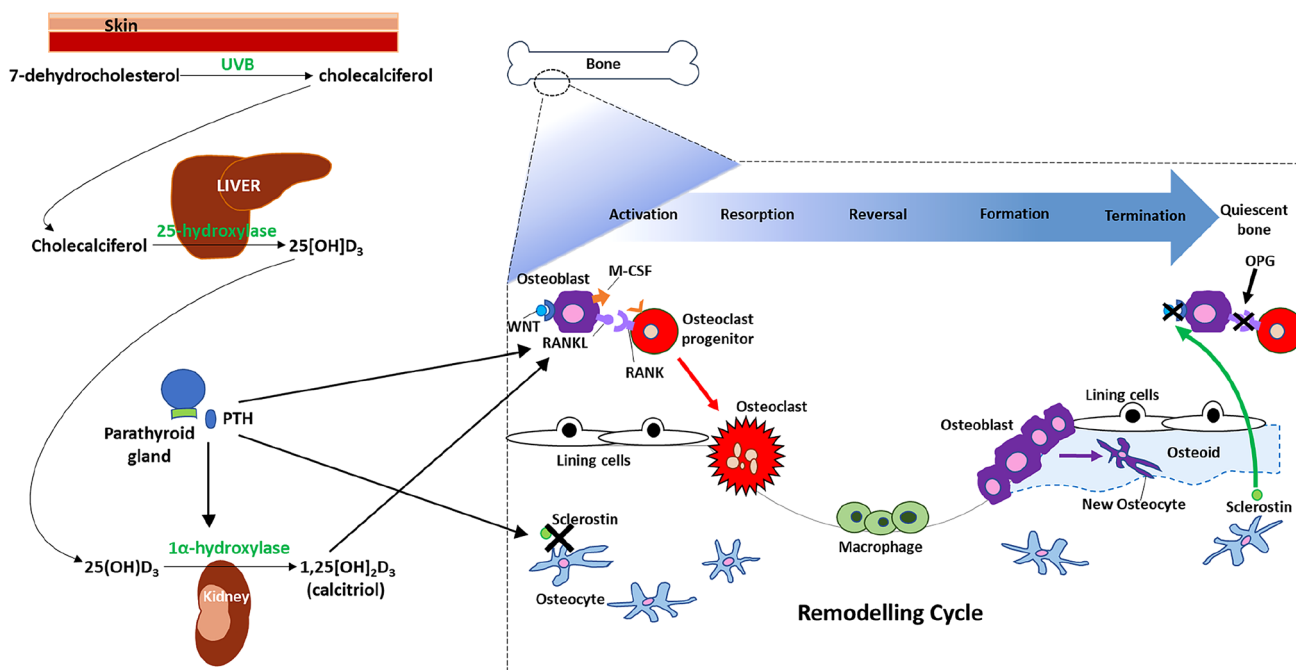 Skin
UVB
7-dehydrocholesterol
cholecalciferol
LIVER
Cholecalciferol
25-hydroxylase
25[OH]D₃
Parathyroid
gland
PTH
1α-hydroxylase
25(OH)D₃
1,25[OH]₂D₃
(calcitriol)
Kidney
Bone
Activation
Resorption
Reversal
Formation
Termination
Quiescent
bone
Osteoblast
M-CSF
WNT
RANKL
RANK
Osteoclast
progenitor
OPG
Lining cells
Osteoclast
Macrophage
Osteoblast
Lining cells
Osteoid
New Osteocyte
Sclerostin
Sclerostin
Osteocyte
Remodelling Cycle